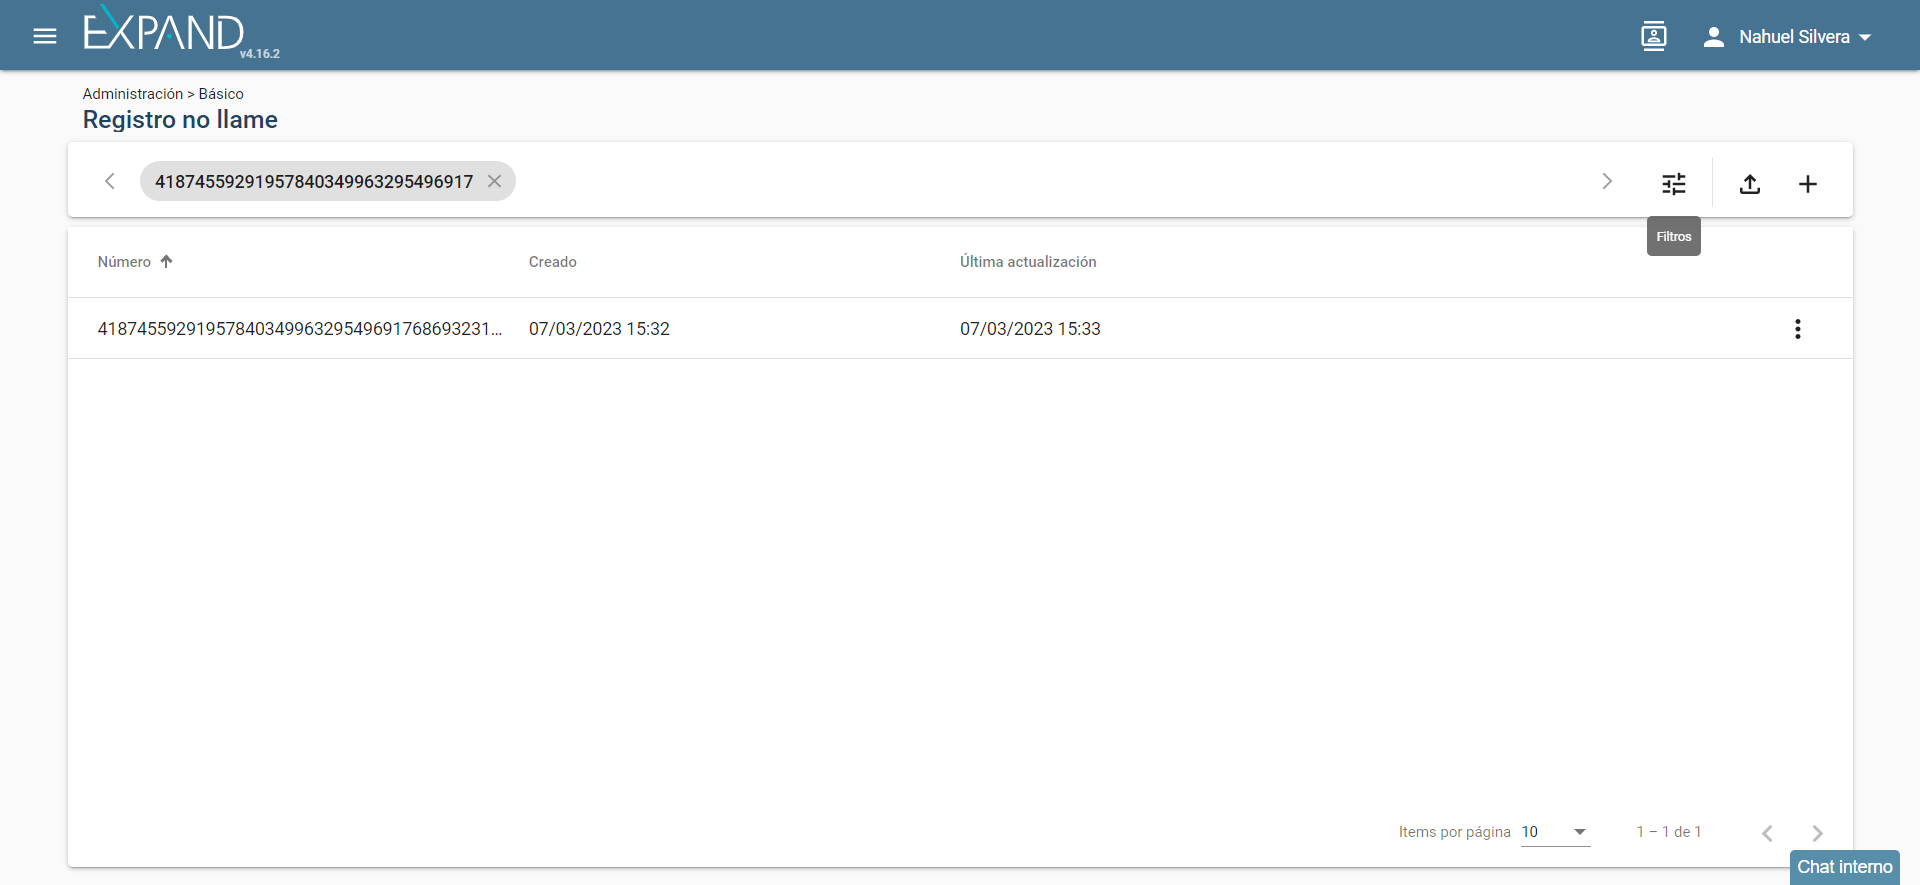 EXPAND
v4.16.2
Nahuel Silvera
Administración > Básico
Registro no llame
41874559291957840349963295496917
Filtros
Número Creado Última actualización
4187455929195784034996329549691768693231... 07/03/2023 15:32 07/03/2023 15:33
Items por página 10 1 – 1 de 1
Chat interno